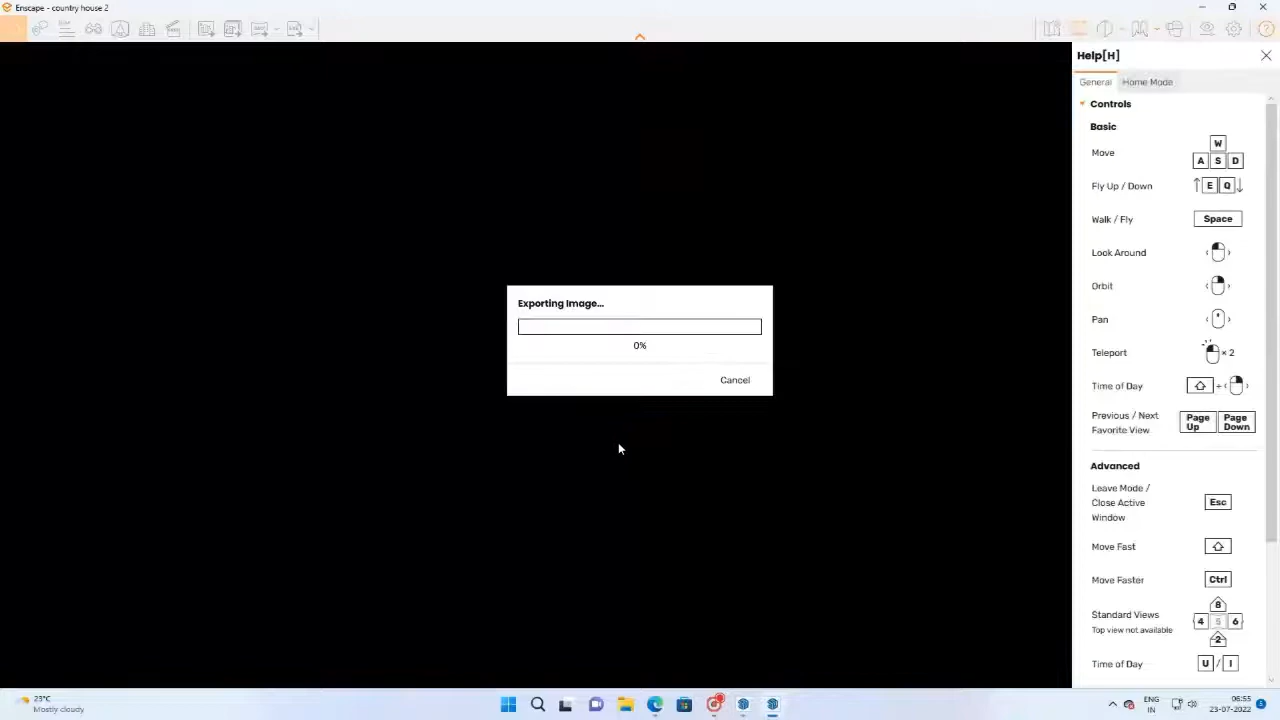 Enscape - country house 2
Help[H]
General
Home Mode
Controls
Basic
Move
W
A S D
Fly Up / Down
E Q
Walk / Fly
Space
Look Around
Orbit
Pan
Teleport
× 2
Time of Day
+
Previous / Next
Favorite View
Page Up
Page Down
Advanced
Leave Mode /
Close Active
Window
Esc
Move Fast
Move Faster
Ctrl
Standard Views
Top view not available
8
4 5 6
2
Time of Day
U / I
Exporting Image...
0%
Cancel
23°C
Mostly cloudy
ENG
IN
06:55
23-07-2022